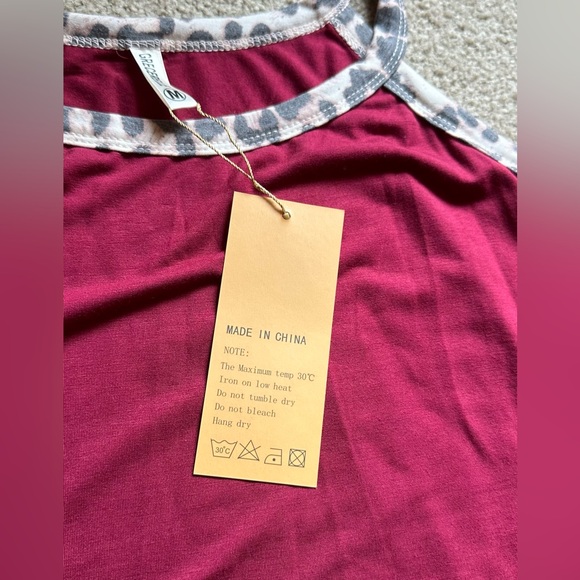 M
MADE IN CHINA
NOTE:
The Maximum temp 30℃
Iron on low heat
Do not tumble dry
Do not bleach
Hang dry
30℃